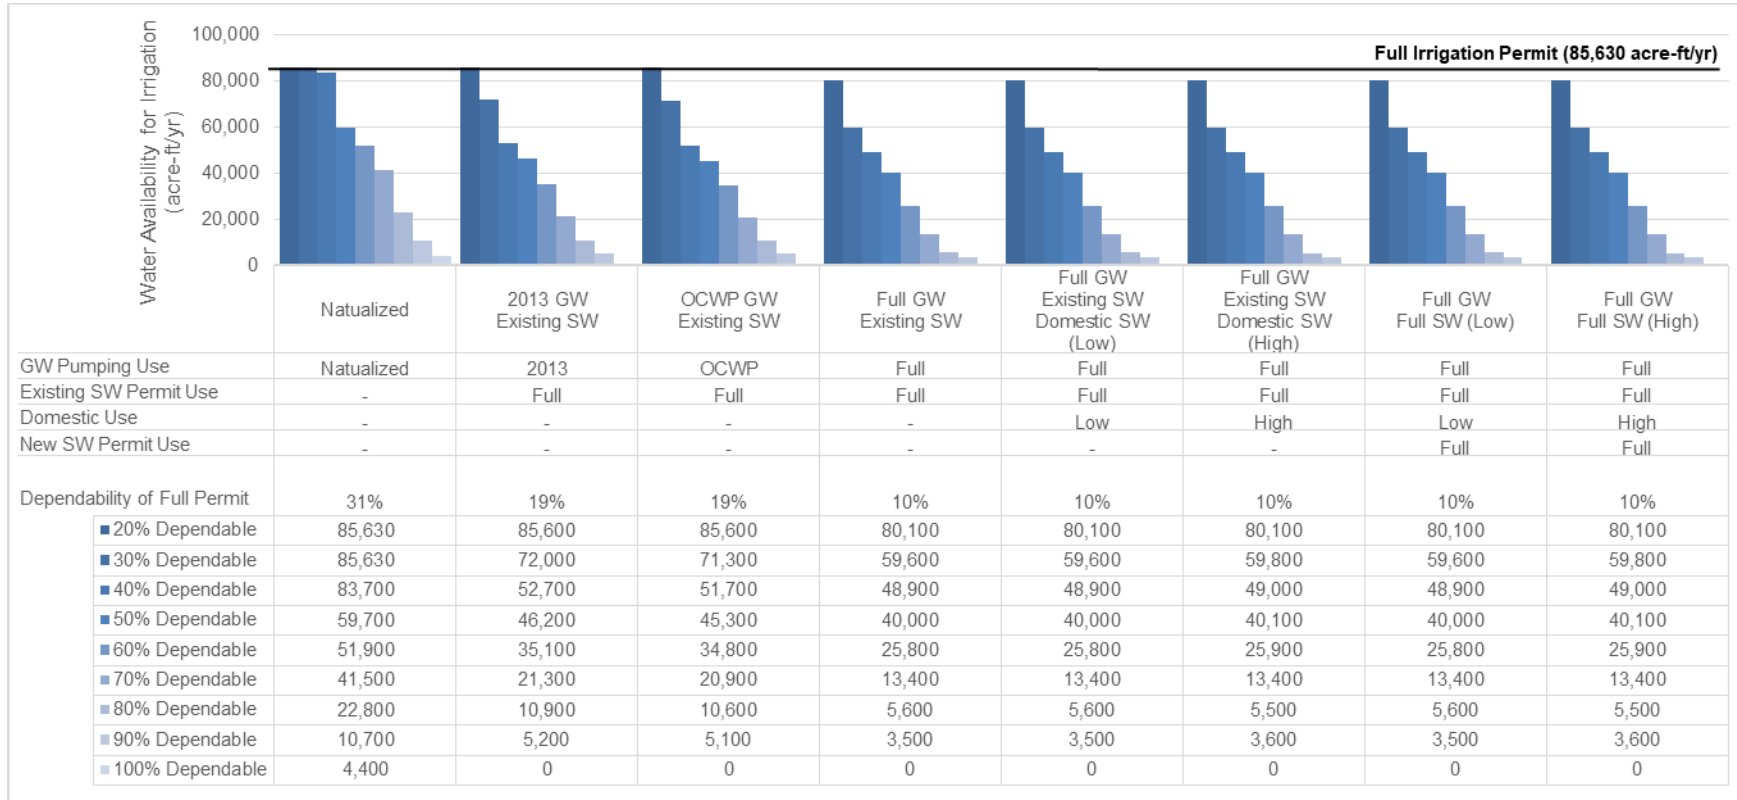 Water Availability for Irrigation
(acre-ft/yr)
100,000
80,000
60,000
40,000
20,000
0
Full Irrigation Permit (85,630 acre-ft/yr)
Natualized
2013 GW
Existing SW
OCWP GW
Existing SW
Full GW
Existing SW
Full GW
Existing SW
Domestic SW
(Low)
Full GW
Existing SW
Domestic SW
(High)
Full GW
Full SW (Low)
Full GW
Full SW (High)
GW Pumping Use Natualized 2013 OCWP Full Full Full Full Full
Existing SW Permit Use - Full Full Full Full Full Full Full
Domestic Use - - - - Low High Low High
New SW Permit Use - - - - - - Full Full
Dependability of Full Permit 31% 19% 19% 10% 10% 10% 10% 10%
20% Dependable 85,630 85,600 85,600 80,100 80,100 80,100 80,100 80,100
30% Dependable 85,630 72,000 71,300 59,600 59,600 59,800 59,600 59,800
40% Dependable 83,700 52,700 51,700 48,900 48,900 49,000 48,900 49,000
50% Dependable 59,700 46,200 45,300 40,000 40,000 40,100 40,000 40,100
60% Dependable 51,900 35,100 34,800 25,800 25,800 25,900 25,800 25,900
70% Dependable 41,500 21,300 20,900 13,400 13,400 13,400 13,400 13,400
80% Dependable 22,800 10,900 10,600 5,600 5,600 5,500 5,600 5,500
90% Dependable 10,700 5,200 5,100 3,500 3,500 3,600 3,500 3,600
100% Dependable 4,400 0 0 0 0 0 0 0